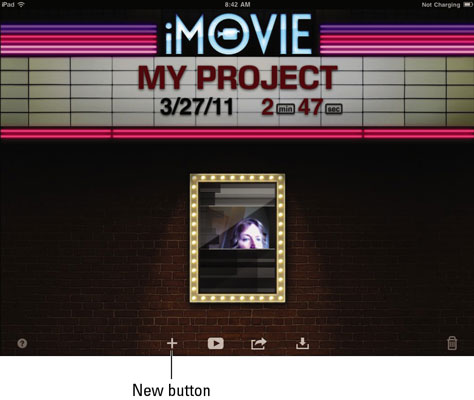 iPad 8:42 AM Not Charging
iMOVIE
MY PROJECT
3/27/11 2 min 47 sec
?
+
New button